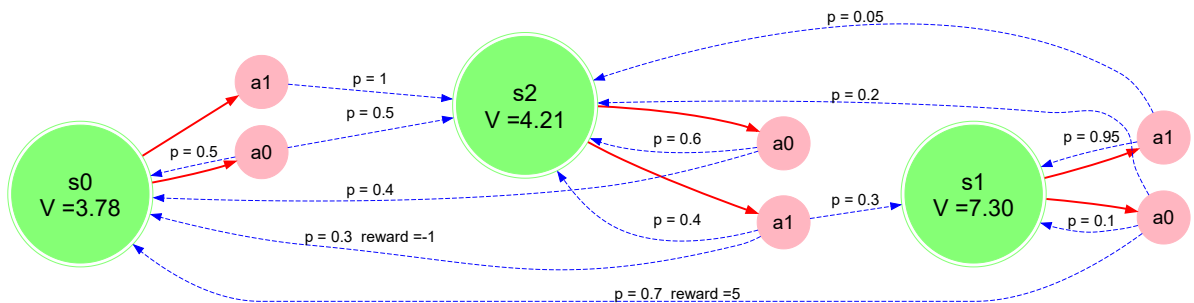 p = 0.05
a1
p = 1
s2
V =4.21
p = 0.2
p = 0.5
a0
p = 0.5
p = 0.6
a0
p = 0.95
a1
s0
V =3.78
p = 0.4
s1
V =7.30
p = 0.3
a1
p = 0.4
p = 0.1
a0
p = 0.3 reward =-1
p = 0.7 reward =5